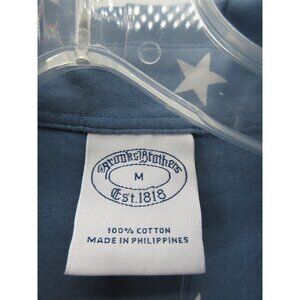 Brooks Brothers
M
Est. 1818
100% COTTON
MADE IN PHILIPPINES